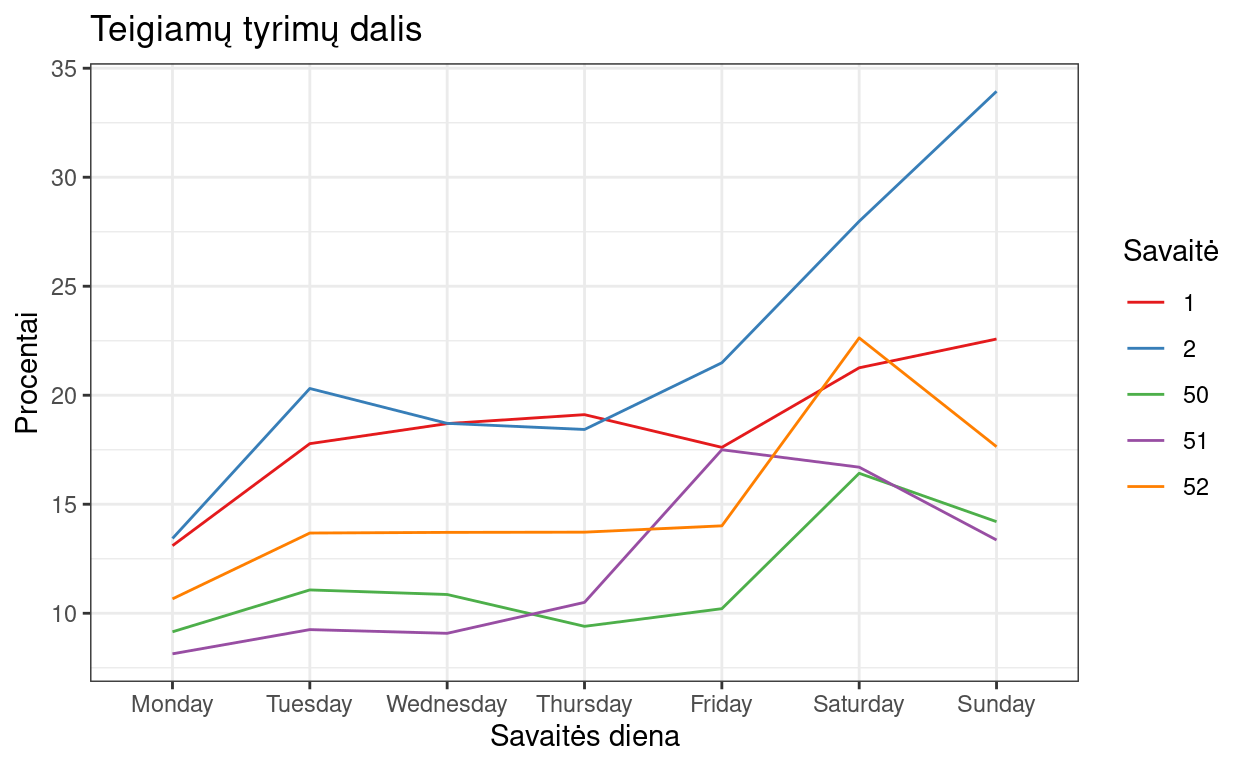 Teigiamų tyrimų dalis
35
30
25
20
15
10
Procentai
Monday Tuesday Wednesday Thursday Friday Saturday Sunday
Savaitės diena
Savaitė
1
2
50
51
52